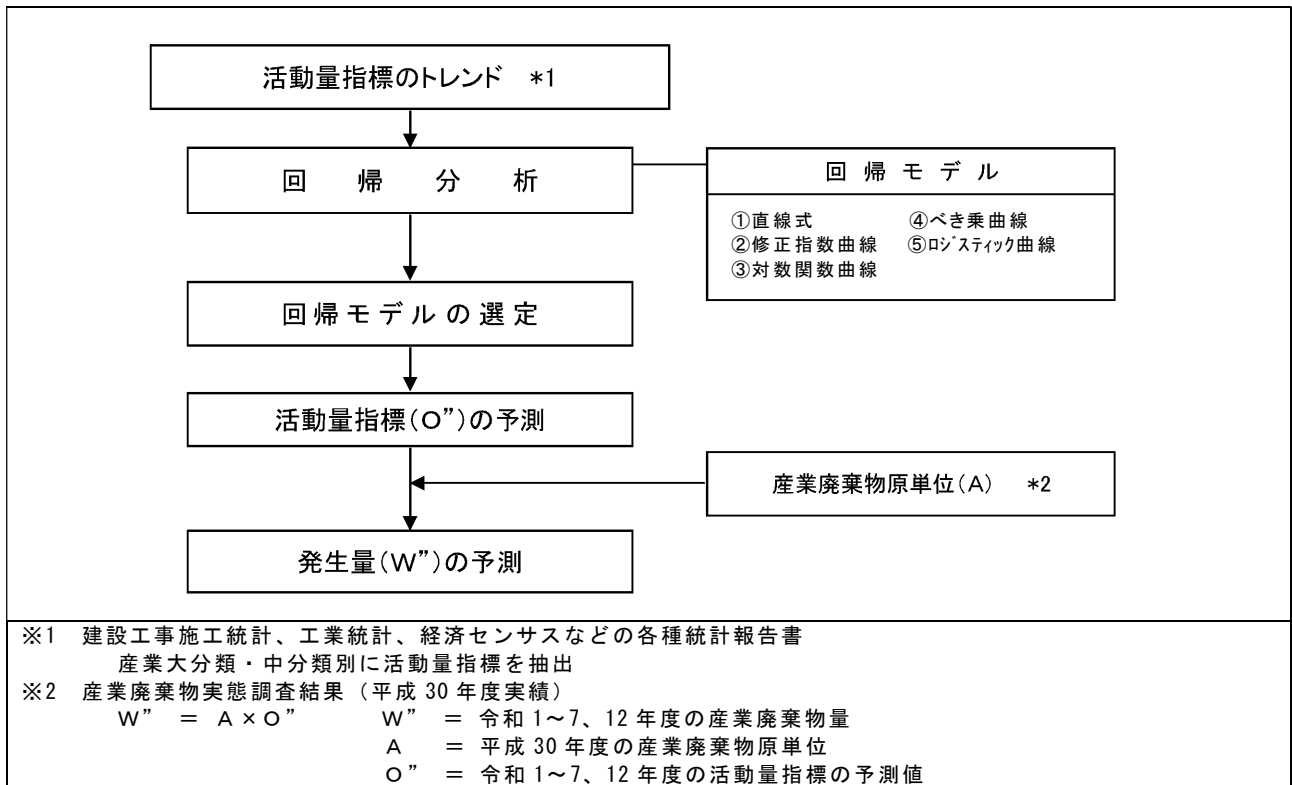 活動量指標のトレンド *1
回 帰 分 析
回 帰 モ デ ル
①直線式 ④べき乗曲線
②修正指数曲線 ⑤ﾛｼﾞｽﾃｨｯｸ曲線
③対数関数曲線
回帰モデルの選定
活動量指標(O”)の予測
産業廃棄物原単位(A) *2
発生量(W”)の予測
※1 建設工事施工統計、工業統計、経済センサスなどの各種統計報告書
産業大分類・中分類別に活動量指標を抽出
※2 産業廃棄物実態調査結果(平成 30 年度実績)
W” = A×O” W” = 令和 1~7、12 年度の産業廃棄物量
A = 平成 30 年度の産業廃棄物原単位
O” = 令和 1~7、12 年度の活動量指標の予測値